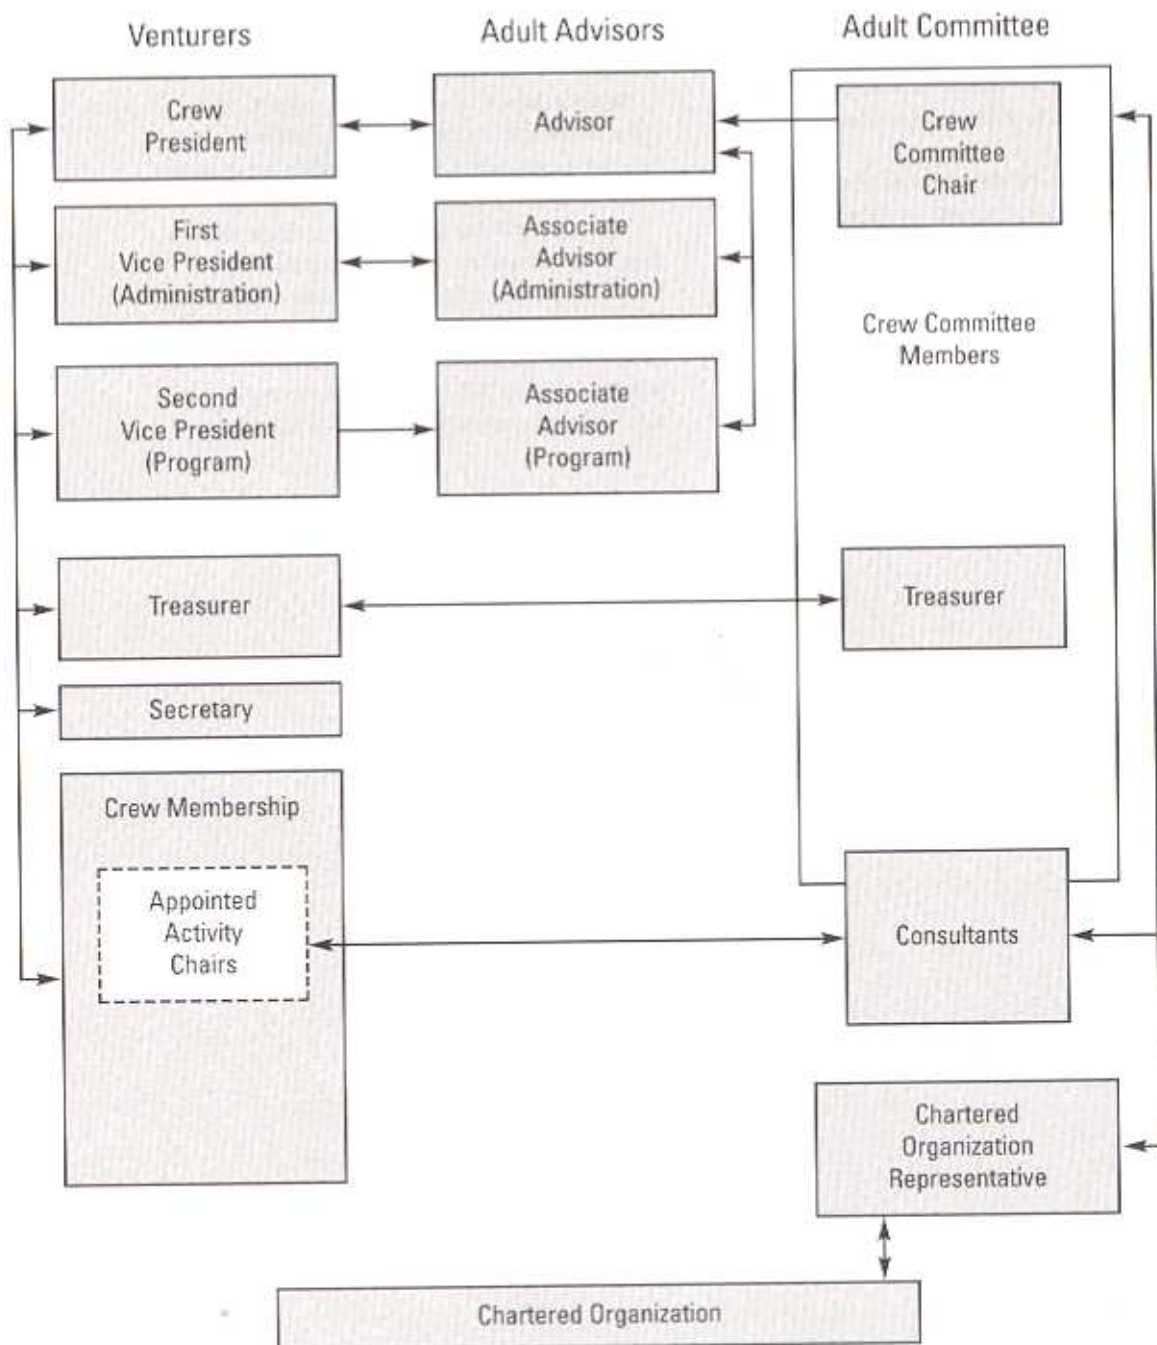 Venturers
Adult Advisors
Adult Committee
Crew
President
Advisor
Crew
Committee
Chair
First
Vice President
(Administration)
Associate
Advisor
(Administration)
Crew Committee
Members
Second
Vice President
(Program)
Associate
Advisor
(Program)
Treasurer
Treasurer
Secretary
Crew Membership
Appointed
Activity
Chairs
Consultants
Chartered
Organization
Representative
Chartered Organization